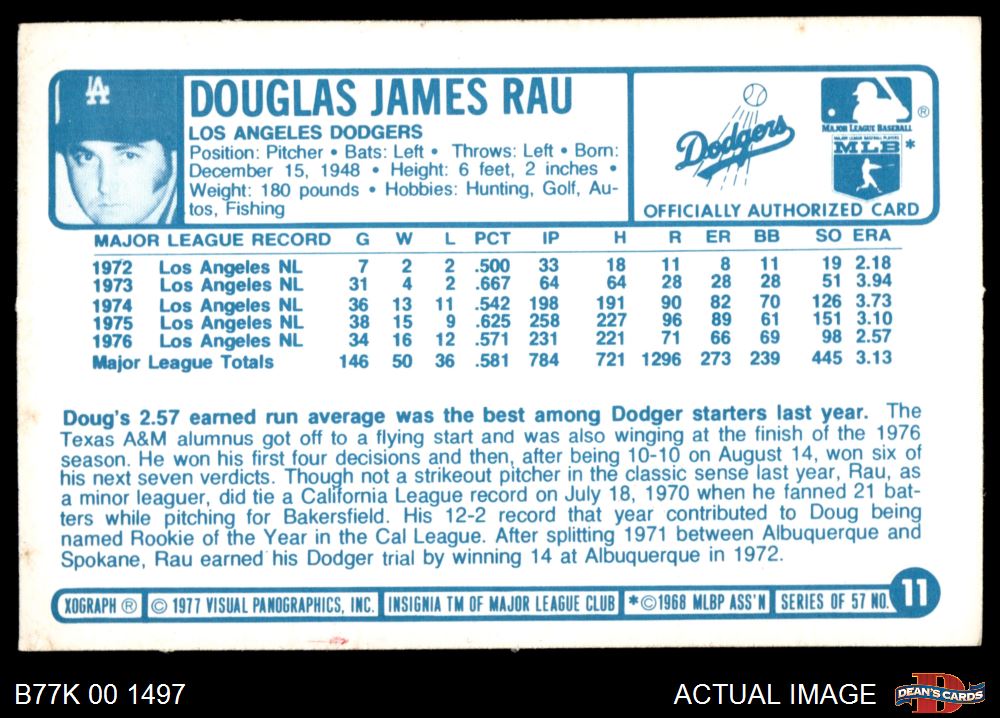 LA
DOUGLAS JAMES RAU
LOS ANGELES DODGERS
Position: Pitcher • Bats: Left • Throws: Left • Born:
December 15, 1948 • Height: 6 feet, 2 inches •
Weight: 180 pounds • Hobbies: Hunting, Golf, Au-
tos, Fishing
Dodgers
MAJOR LEAGUE BASEBALL ®
MAJOR LEAGUE BASEBALL PLAYERS
MLB *
OFFICIALLY AUTHORIZED CARD
MAJOR LEAGUE RECORD G W L PCT IP H R ER BB SO ERA
1972 Los Angeles NL 7 2 2 .500 33 18 11 8 11 19 2.18
1973 Los Angeles NL 31 4 2 .667 64 64 28 28 28 51 3.94
1974 Los Angeles NL 36 13 11 .542 198 191 90 82 70 126 3.73
1975 Los Angeles NL 38 15 9 .625 258 227 96 89 61 151 3.10
1976 Los Angeles NL 34 16 12 .571 231 221 71 66 69 98 2.57
Major League Totals 146 50 36 .581 784 721 1296 273 239 445 3.13
Doug's 2.57 earned run average was the best among Dodger starters last year. The
Texas A&M alumnus got off to a flying start and was also winging at the finish of the 1976
season. He won his first four decisions and then, after being 10-10 on August 14, won six of
his next seven verdicts. Though not a strikeout pitcher in the classic sense last year, Rau, as
a minor leaguer, did tie a California League record on July 18, 1970 when he fanned 21 bat-
ters while pitching for Bakersfield. His 12-2 record that year contributed to Doug being
named Rookie of the Year in the Cal League. After splitting 1971 between Albuquerque and
Spokane, Rau earned his Dodger trial by winning 14 at Albuquerque in 1972.
XOGRAPH ® © 1977 VISUAL PANOGRAPHICS, INC. INSIGNIA TM OF MAJOR LEAGUE CLUB *©1968 MLBP ASS'N SERIES OF 57 NO. 11
B77K 00 1497
ACTUAL IMAGE
D
DEAN'S CARDS